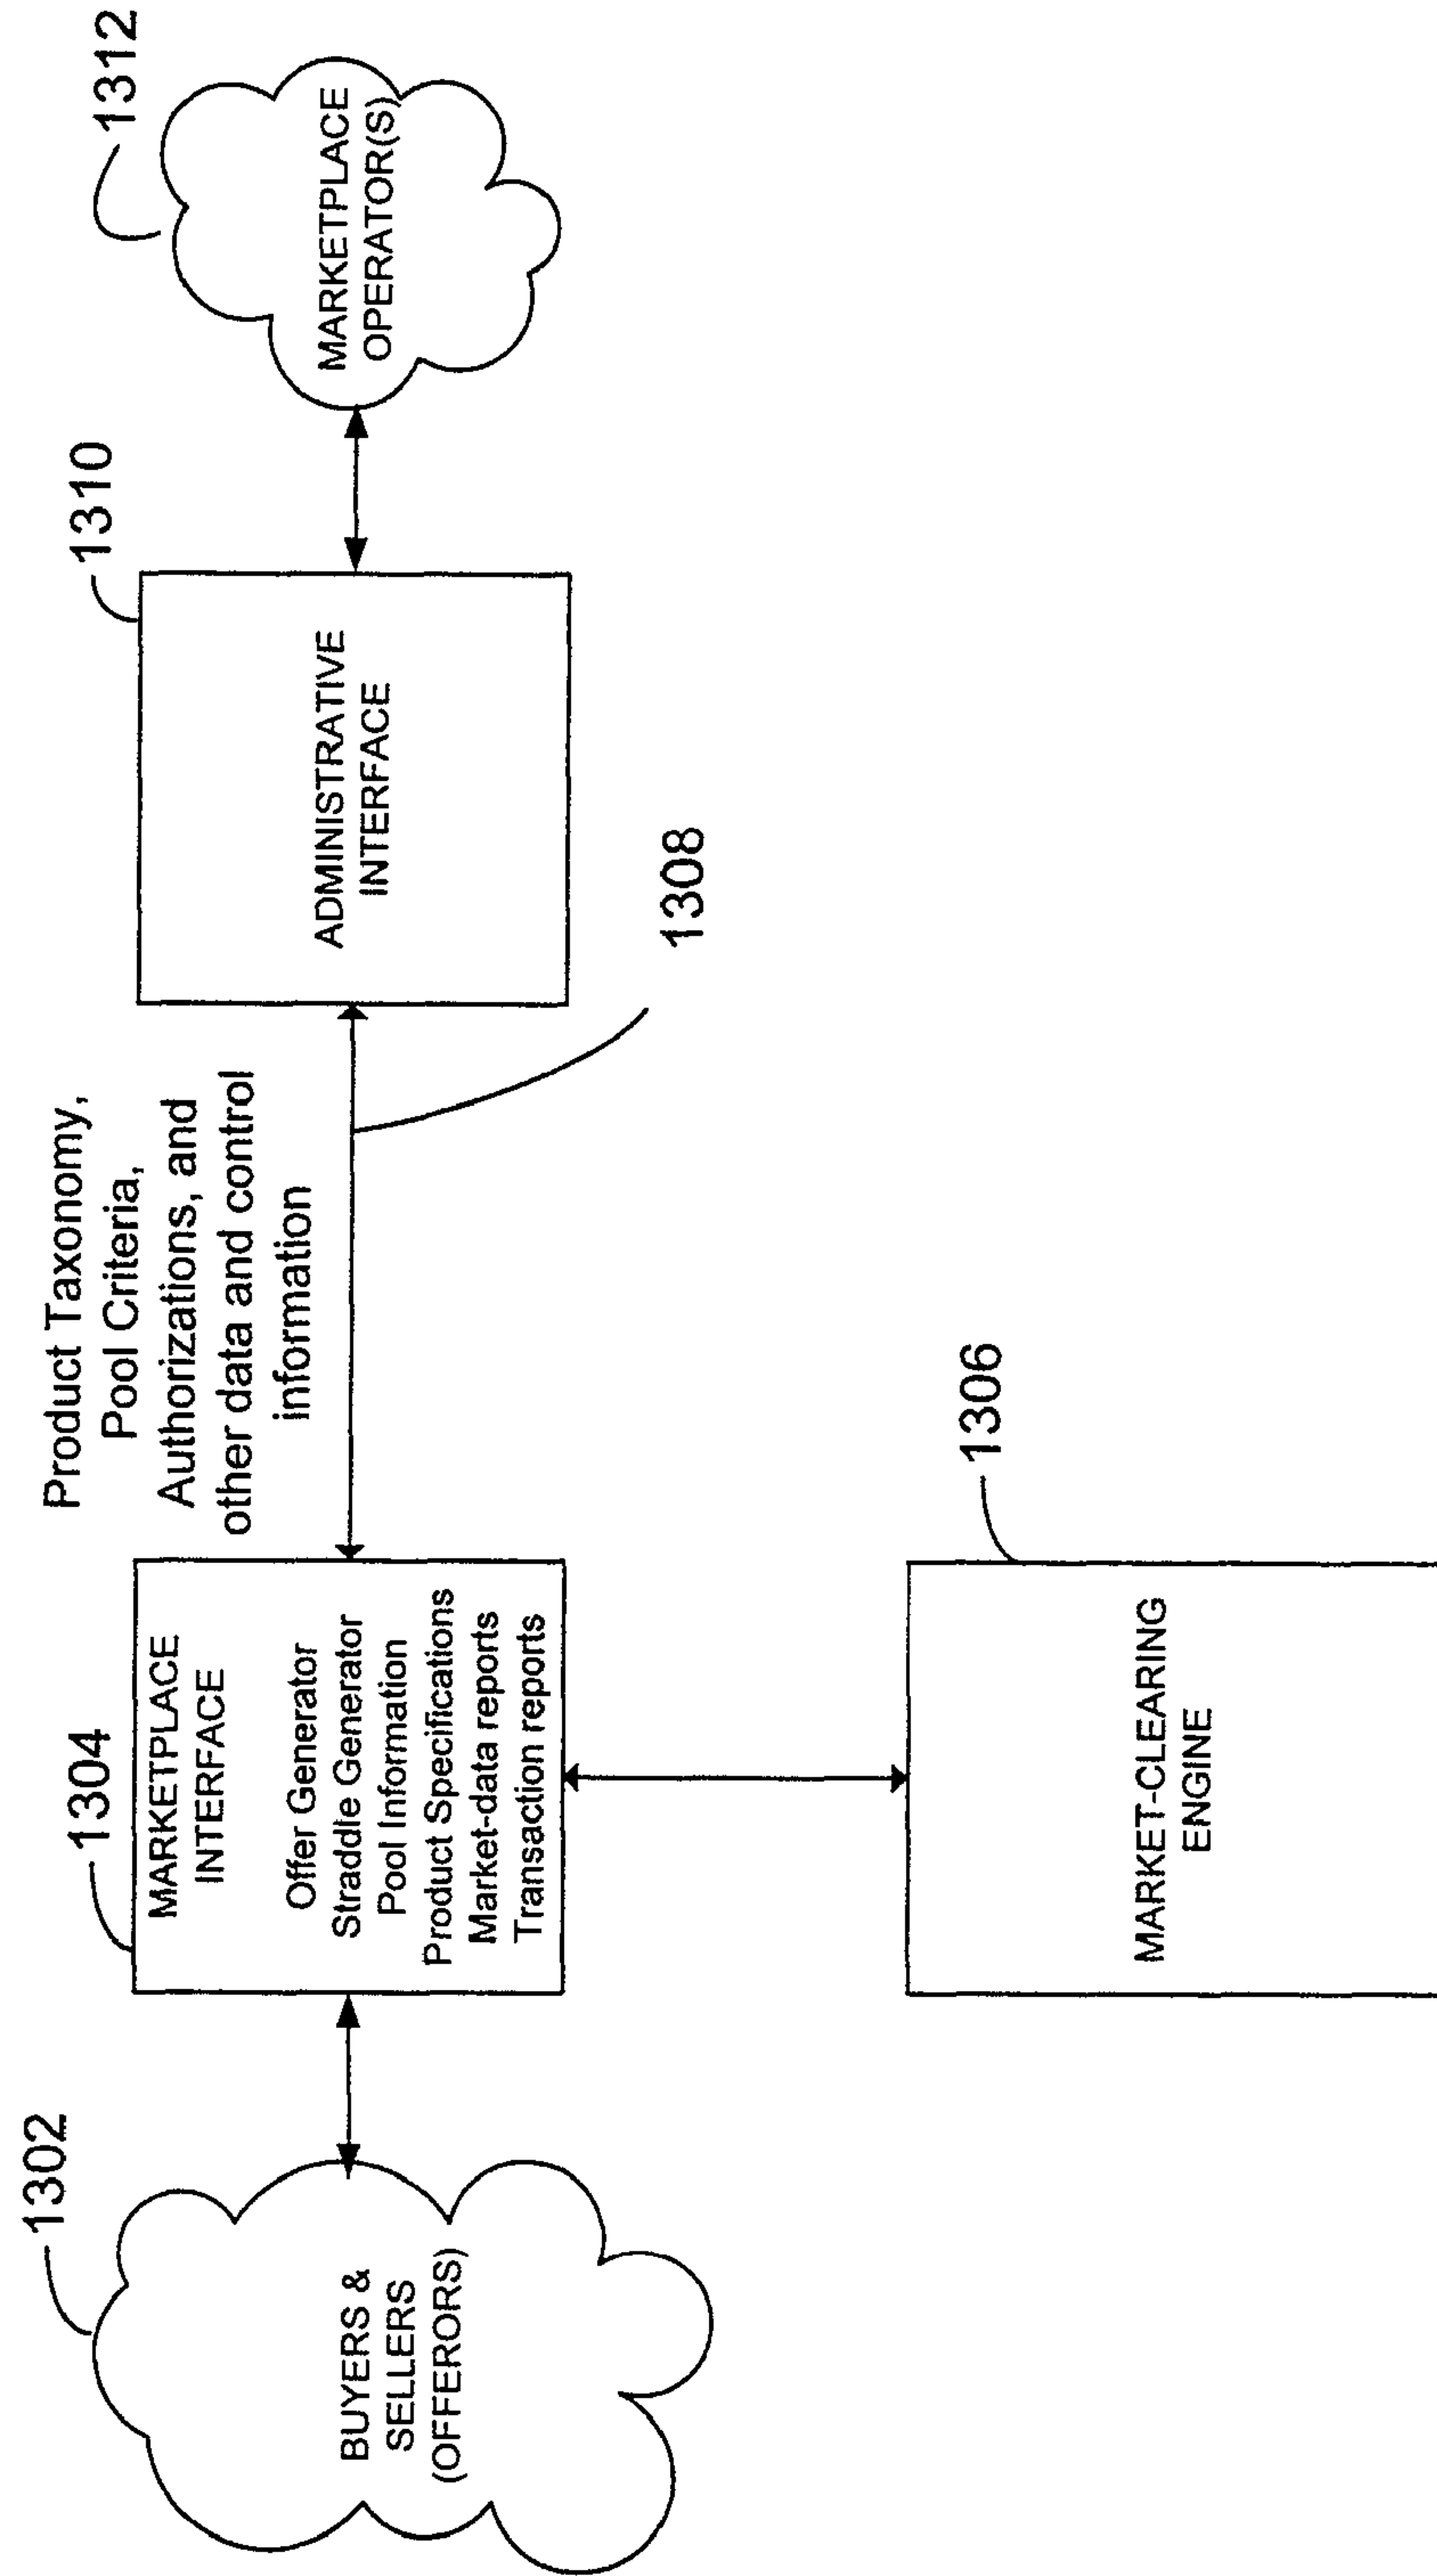 1302
BUYERS &
SELLERS
(OFFERORS)
1304
MARKETPLACE
INTERFACE
Offer Generator
Straddle Generator
Pool Information
Product Specifications
Market-data reports
Transaction reports
1306
MARKET-CLEARING
ENGINE
Product Taxonomy,
Pool Criteria,
Authorizations, and
other data and control
information
1308
1310
ADMINISTRATIVE
INTERFACE
1312
MARKETPLACE
OPERATOR(S)